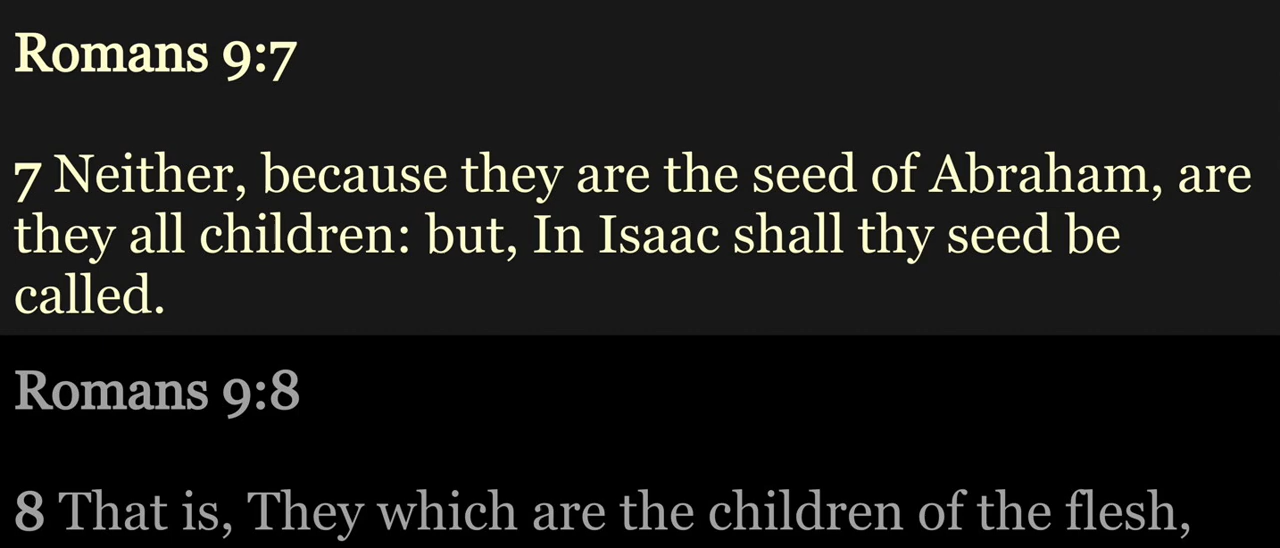 Romans 9:7
7 Neither, because they are the seed of Abraham, are
they all children: but, In Isaac shall thy seed be
called.
Romans 9:8
8 That is, They which are the children of the flesh,